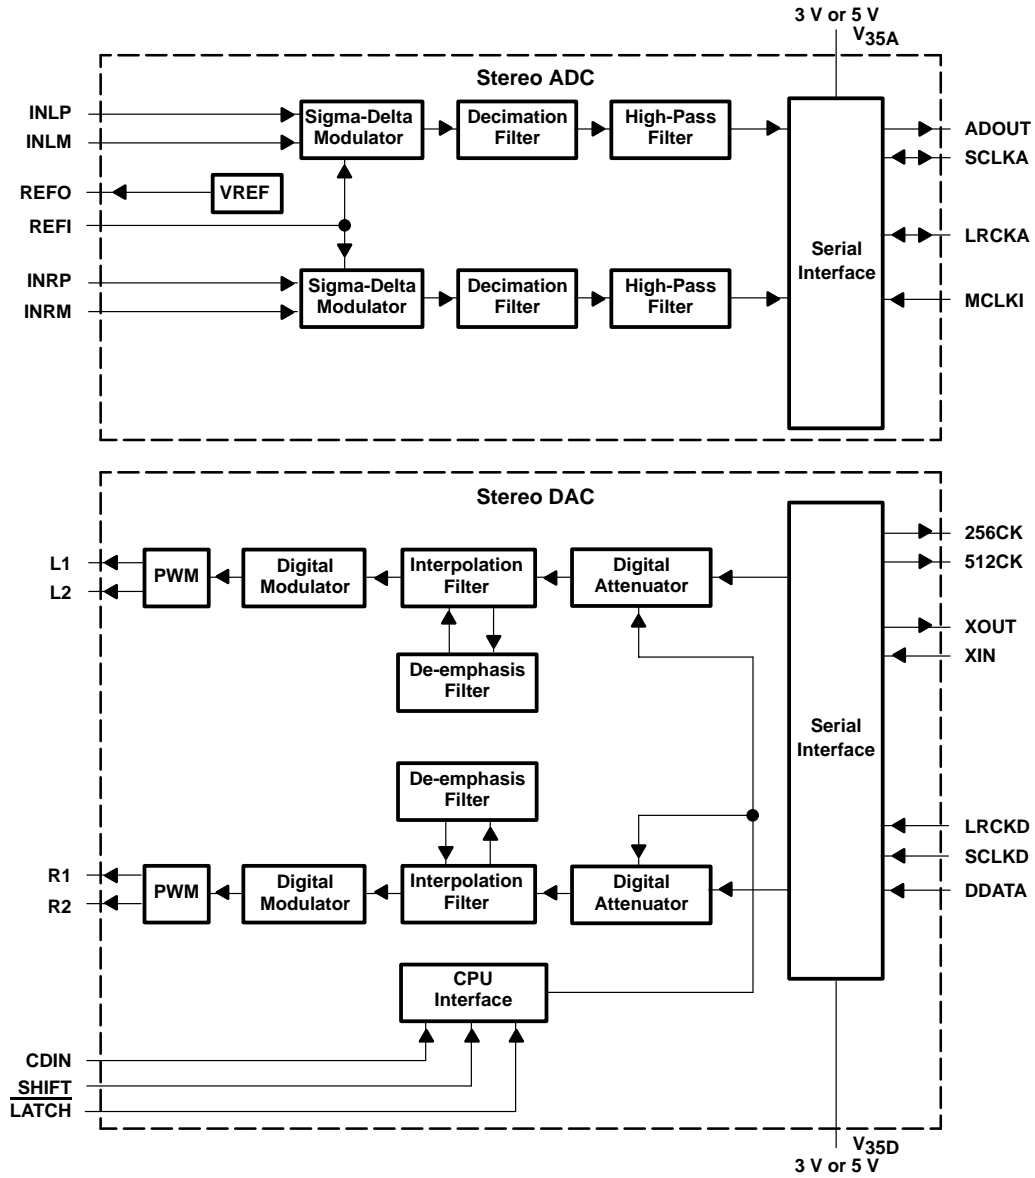 3 V or 5 V
V35A
Stereo ADC
INLP
INLM
REFO
REFI
INRP
INRM
Sigma-Delta
Modulator
Decimation
Filter
High-Pass
Filter
VREF
Sigma-Delta
Modulator
Decimation
Filter
High-Pass
Filter
Serial
Interface
ADOUT
SCLKA
LRCKA
MCLKI
Stereo DAC
L1
L2
PWM
Digital
Modulator
Interpolation
Filter
Digital
Attenuator
De-emphasis
Filter
De-emphasis
Filter
R1
R2
PWM
Digital
Modulator
Interpolation
Filter
Digital
Attenuator
CPU
Interface
CDIN
SHIFT
LATCH
Serial
Interface
256CK
512CK
XOUT
XIN
LRCKD
SCLKD
DDATA
V35D
3 V or 5 V